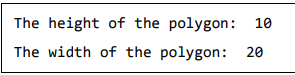 The height of the polygon:  10
The width of the polygon:  20